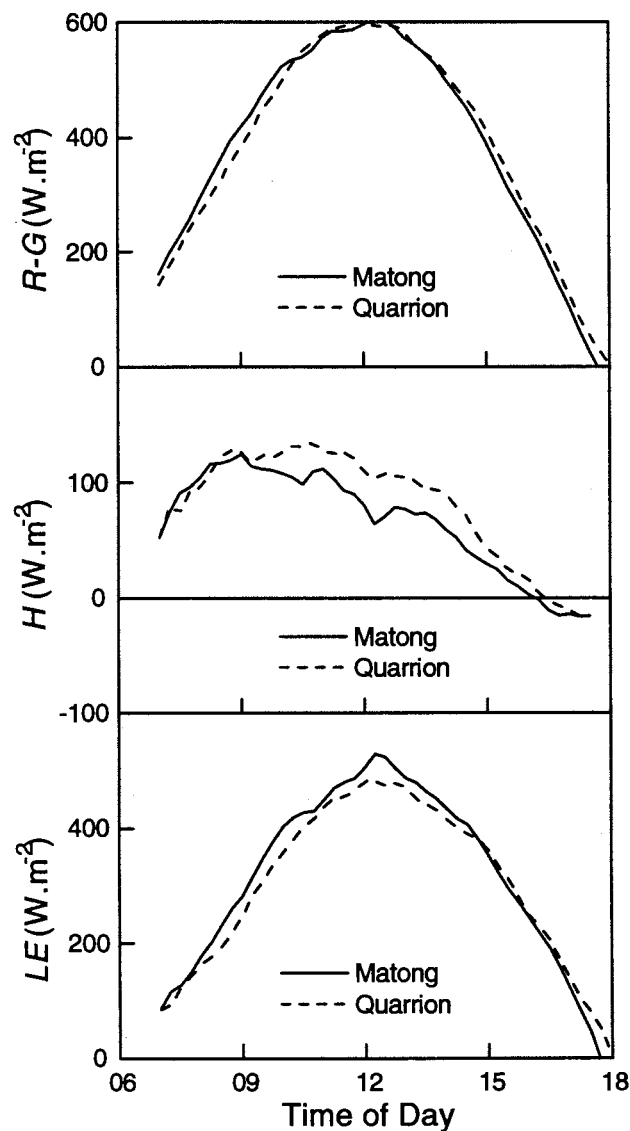 600
400
200
0
R-G (W.m-2)
Matong
Quarrion
100
0
-100
H (W.m-2)
Matong
Quarrion
400
200
0
LE (W.m-2)
Matong
Quarrion
06 09 12 15 18
Time of Day